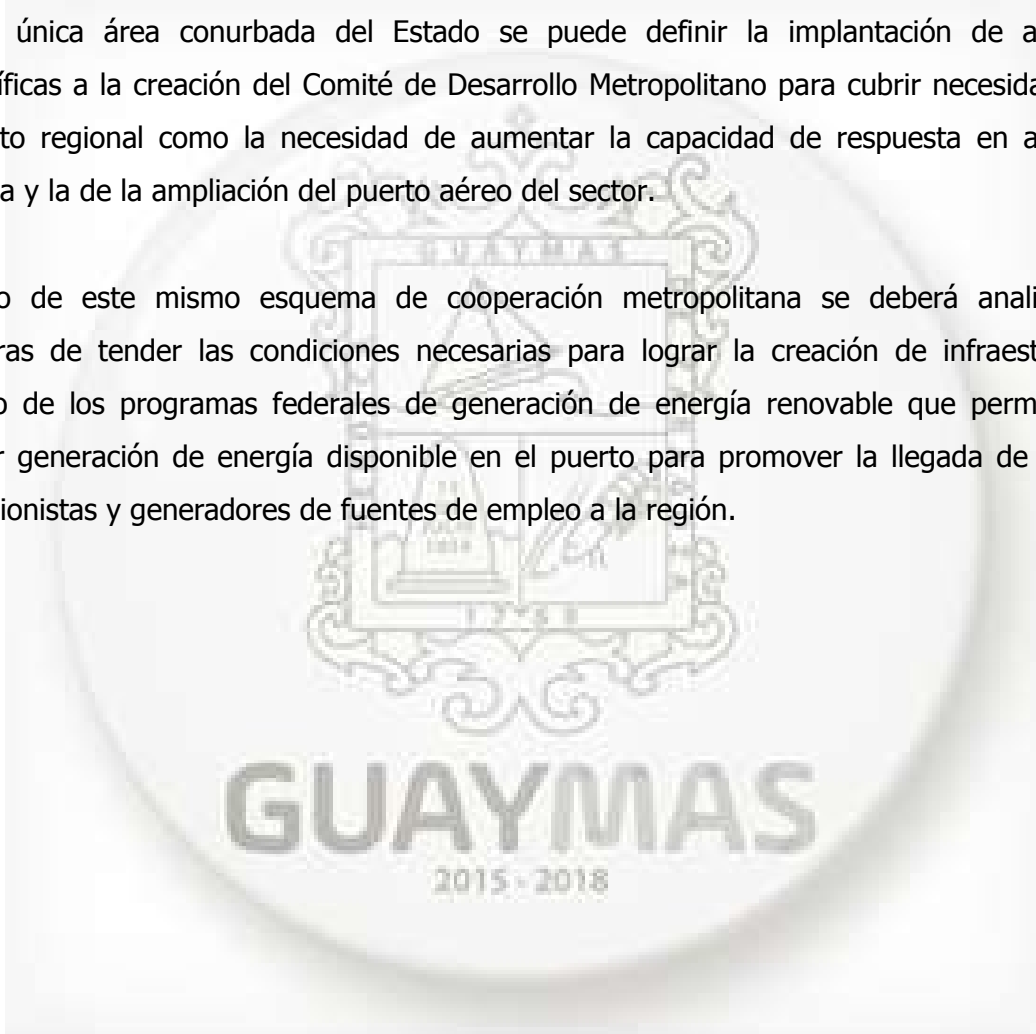 única área conurbada del Estado se puede definir la implantación de a
íficas a la creación del Comité de Desarrollo Metropolitano para cubrir necesida
to regional como la necesidad de aumentar la capacidad de respuesta en a
a y la de la ampliación del puerto aéreo del sector.
o de este mismo esquema de cooperación metropolitana se deberá anali
ras de tender las condiciones necesarias para lograr la creación de infraest
o de los programas federales de generación de energía renovable que perm
r generación de energía disponible en el puerto para promover la llegada de
ionistas y generadores de fuentes de empleo a la región.
GUAYMAS
1769
GUAYMAS
2015 - 2018